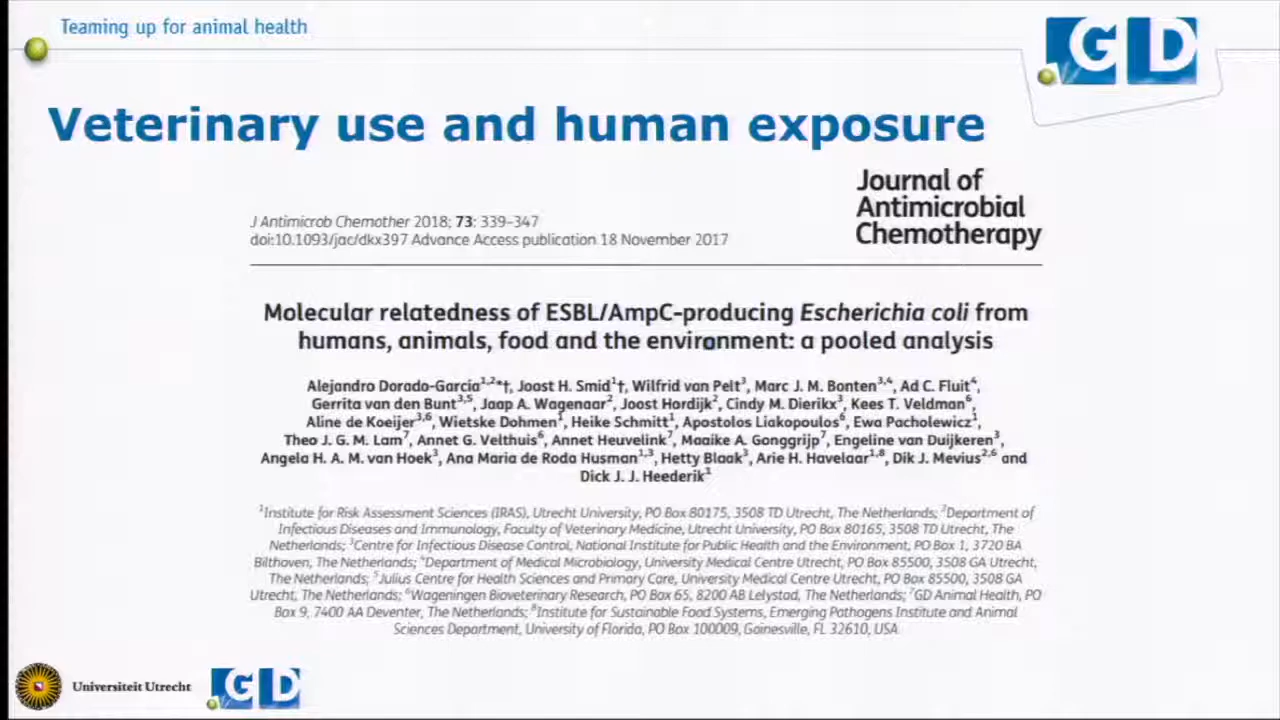 Teaming up for animal health
GD
Veterinary use and human exposure
Journal of
Antimicrobial
Chemotherapy
J Antimicrob Chemother 2018; 73: 339–347
doi:10.1093/jac/dkx397 Advance Access publication 18 November 2017
Molecular relatedness of ESBL/AmpC-producing Escherichia coli from
humans, animals, food and the environment: a pooled analysis
Alejandro Dorado-García1,2*†, Joost H. Smid1†, Wilfrid van Pelt3, Marc J. M. Bonten3,4, Ad C. Fluit4,
Gerrita van den Bunt3,5, Jaap A. Wagenaar2, Joost Hordijk2, Cindy M. Dierikx3, Kees T. Veldman6,
Aline de Koeijer3,6, Wietske Dohmen1, Heike Schmitt1, Apostolos Liakopoulos6, Ewa Pacholewicz1,
Theo J. G. M. Lam7, Annet G. Velthuis6, Annet Heuvelink7, Maaike A. Gonggrijp7, Engeline van Duijkeren3,
Angela H. A. M. van Hoek3, Ana Maria de Roda Husman1,3, Hetty Blaak3, Arie H. Havelaar1,8, Dik J. Mevius2,6 and
Dick J. J. Heederik1
1Institute for Risk Assessment Sciences (IRAS), Utrecht University, PO Box 80175, 3508 TD Utrecht, The Netherlands; 2Department of
Infectious Diseases and Immunology, Faculty of Veterinary Medicine, Utrecht University, PO Box 80165, 3508 TD Utrecht, The
Netherlands; 3Centre for Infectious Disease Control, National Institute for Public Health and the Environment, PO Box 1, 3720 BA
Bilthoven, The Netherlands; 4Department of Medical Microbiology, University Medical Centre Utrecht, PO Box 85500, 3508 GA Utrecht,
The Netherlands; 5Julius Centre for Health Sciences and Primary Care, University Medical Centre Utrecht, PO Box 85500, 3508 GA
Utrecht, The Netherlands; 6Wageningen Bioveterinary Research, PO Box 65, 8200 AB Lelystad, The Netherlands; 7GD Animal Health, PO
Box 9, 7400 AA Deventer, The Netherlands; 8Institute for Sustainable Food Systems, Emerging Pathogens Institute and Animal
Sciences Department, University of Florida, PO Box 100009, Gainesville, FL 32610, USA
Universiteit Utrecht
GD